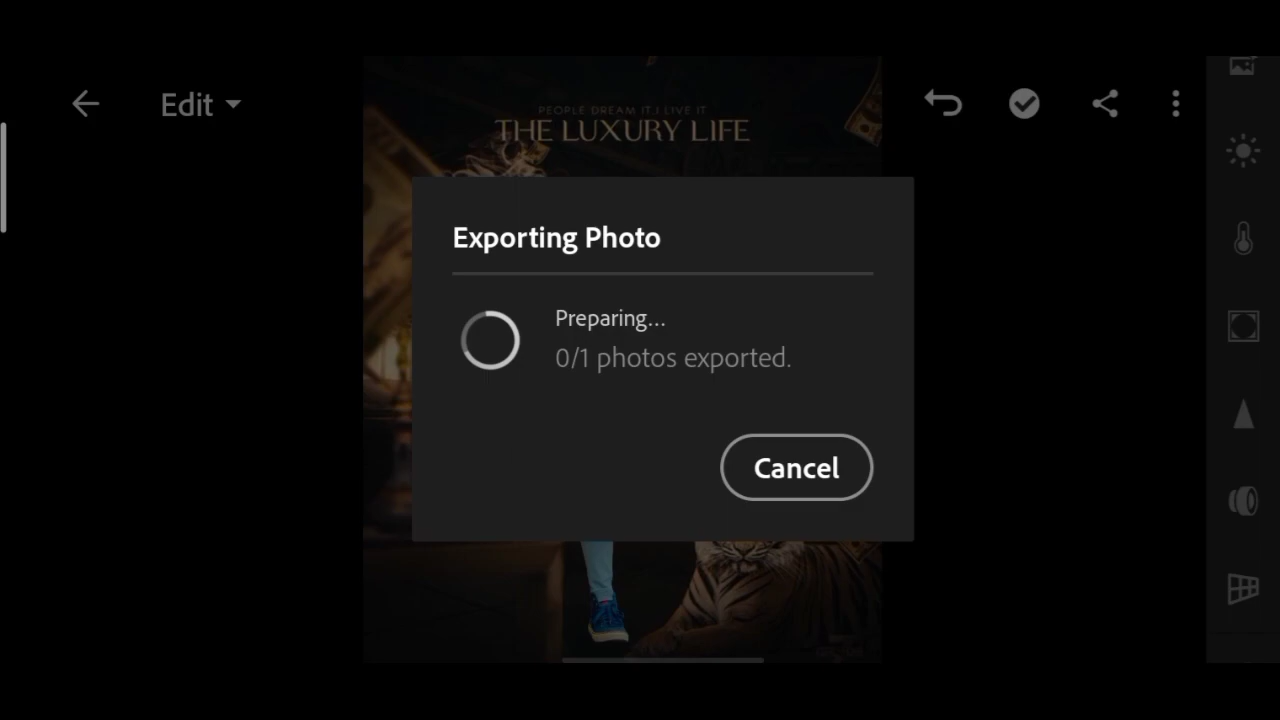 Edit
PEOPLE DREAM IT.I LIVE IT
THE LUXURY LIFE
Exporting Photo
Preparing...
0/1 photos exported.
Cancel